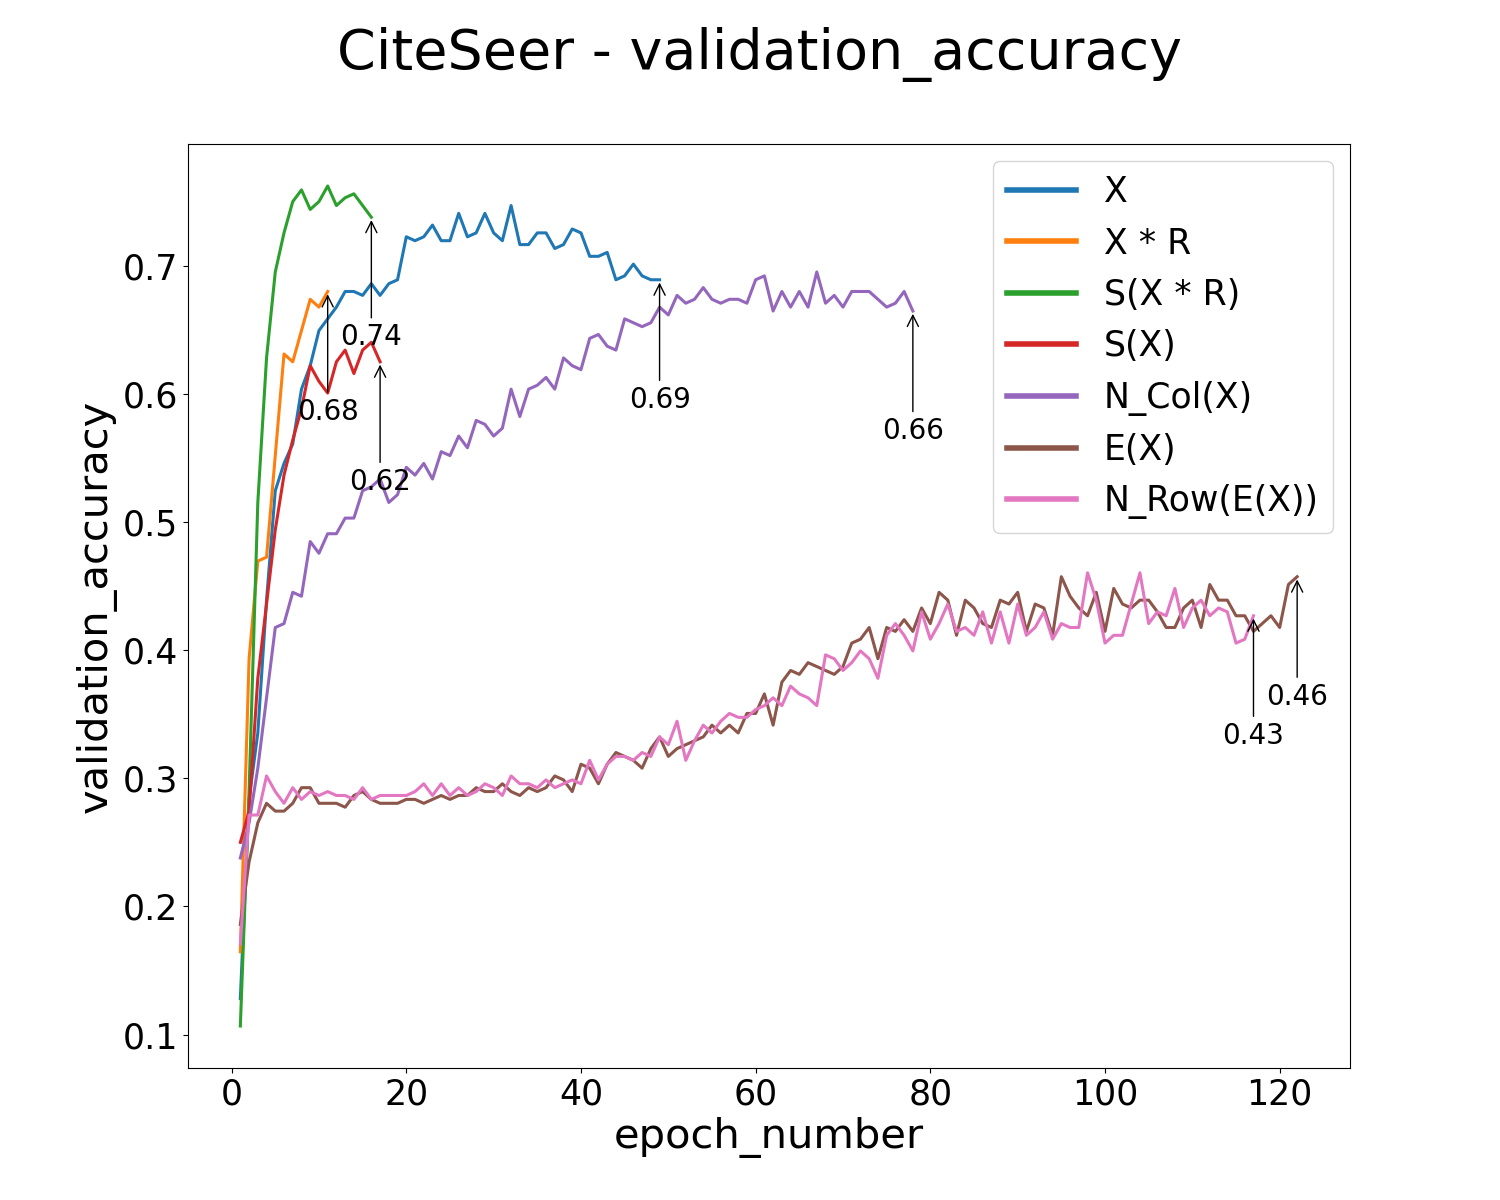 CiteSeer - validation_accuracy
validation_accuracy
0.7
0.6
0.5
0.4
0.3
0.2
0.1
0.74
0.68
0.62
0.69
0.66
0.46
0.43
X
X * R
S(X * R)
S(X)
N_Col(X)
E(X)
N_Row(E(X))
0 20 40 60 80 100 120
epoch_number